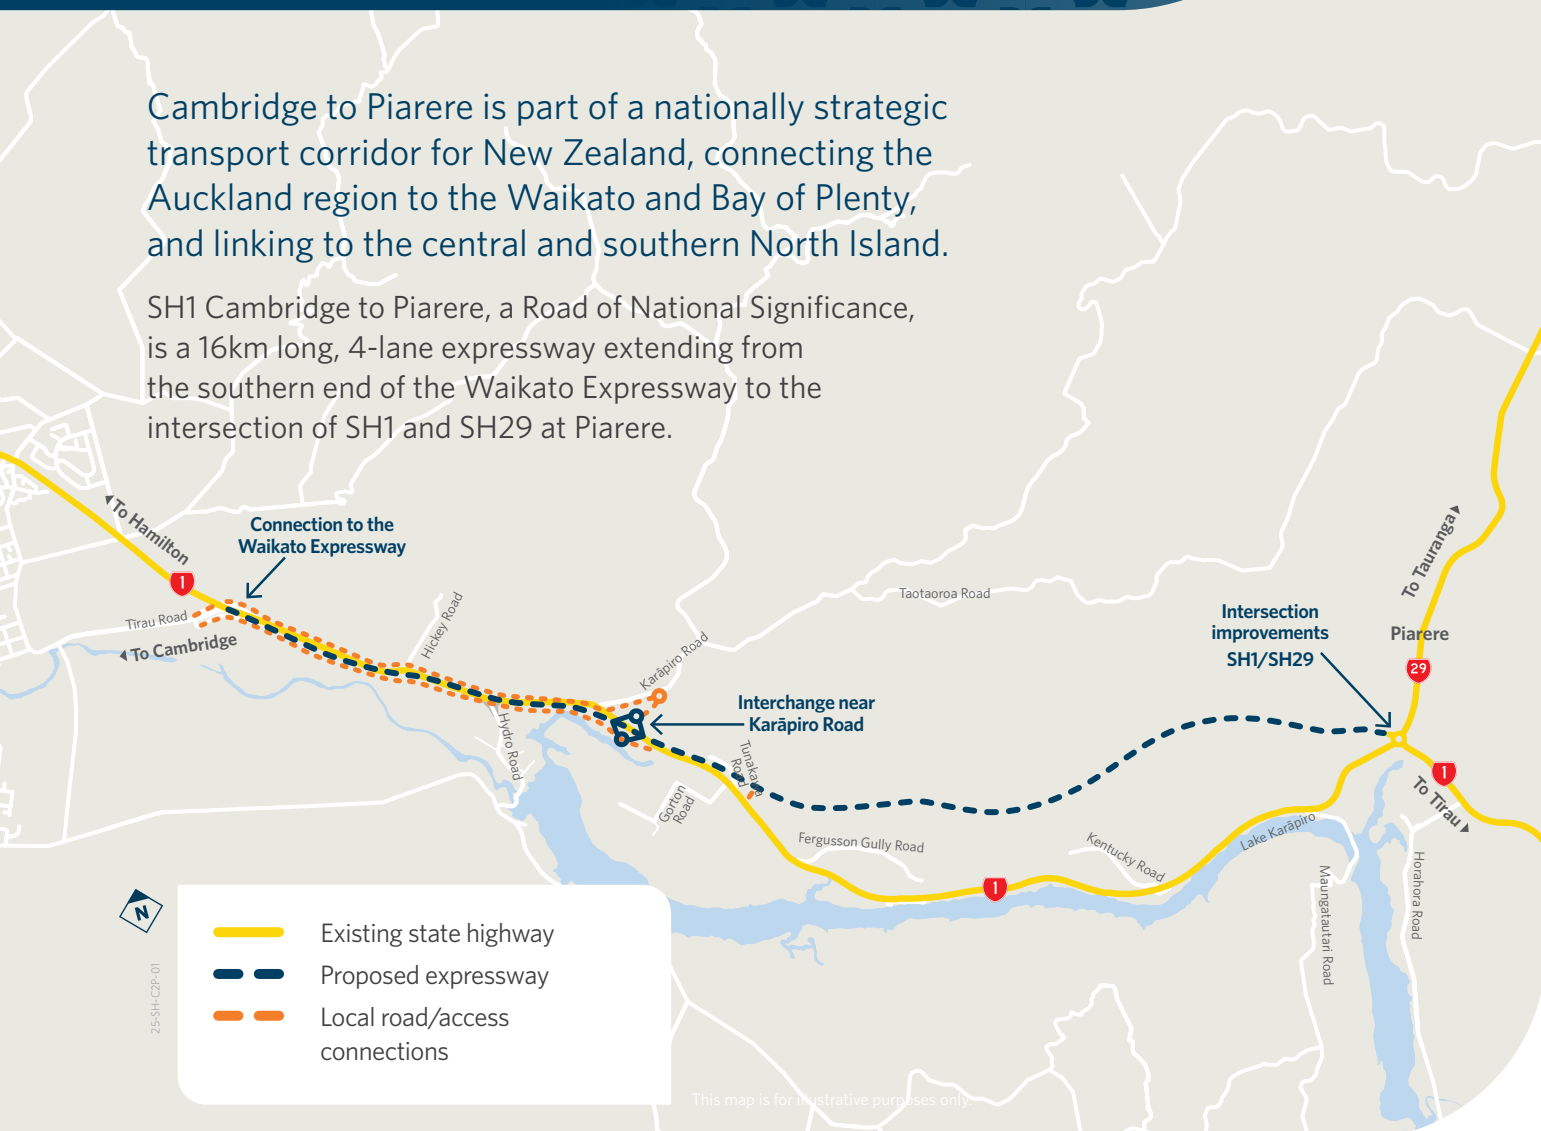 Cambridge to Piarere is part of a nationally strategic
transport corridor for New Zealand, connecting the
Auckland region to the Waikato and Bay of Plenty,
and linking to the central and southern North Island.
SH1 Cambridge to Piarere, a Road of National Significance,
is a 16km long, 4-lane expressway extending from
the southern end of the Waikato Expressway to the
intersection of SH1 and SH29 at Piarere.
To Hamilton
Connection to the
Waikato Expressway
1
Tīrau Road
To Cambridge
Hickey Road
Karāpiro Road
Taotaoroa Road
To Tauranga
Intersection
improvements
SH1/SH29
Piarere
29
Interchange near
Karāpiro Road
Hydro Road
Tunakawa
Road
Gorton
Road
1
To Tīrau
Fergusson Gully Road
Kentucky Road
Lake Karāpiro
1
Maungatautari Road
Horahora Road
N
25-SH-C2P-01
Existing state highway
Proposed expressway
Local road/access
connections
This map is for illustrative purposes only.